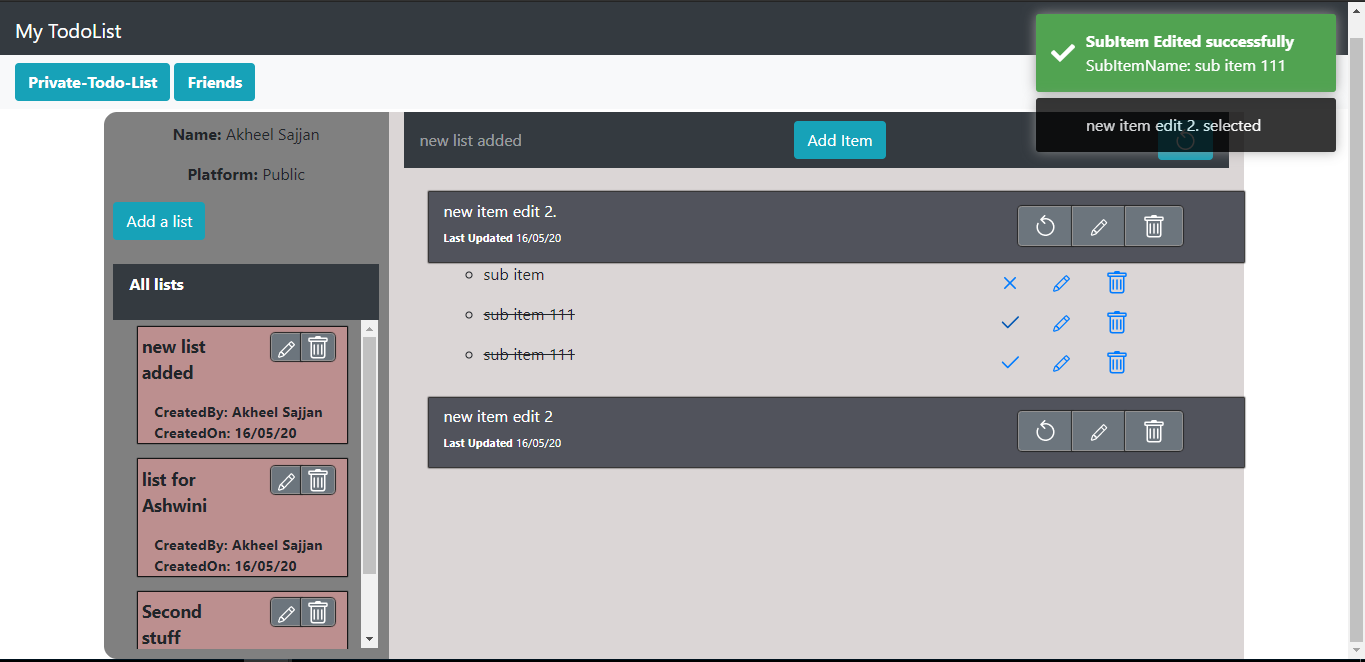 My TodoList
SubItem Edited successfully
SubItemName: sub item 111
Private-Todo-List
Friends
new item edit 2. selected
Name: Akheel Sajjan
Platform: Public
Add a list
All lists
new list
added
CreatedBy: Akheel Sajjan
CreatedOn: 16/05/20
list for
Ashwini
CreatedBy: Akheel Sajjan
CreatedOn: 16/05/20
Second
stuff
new list added
Add Item
new item edit 2.
Last Updated 16/05/20
sub item
sub item 111
sub item 111
new item edit 2
Last Updated 16/05/20